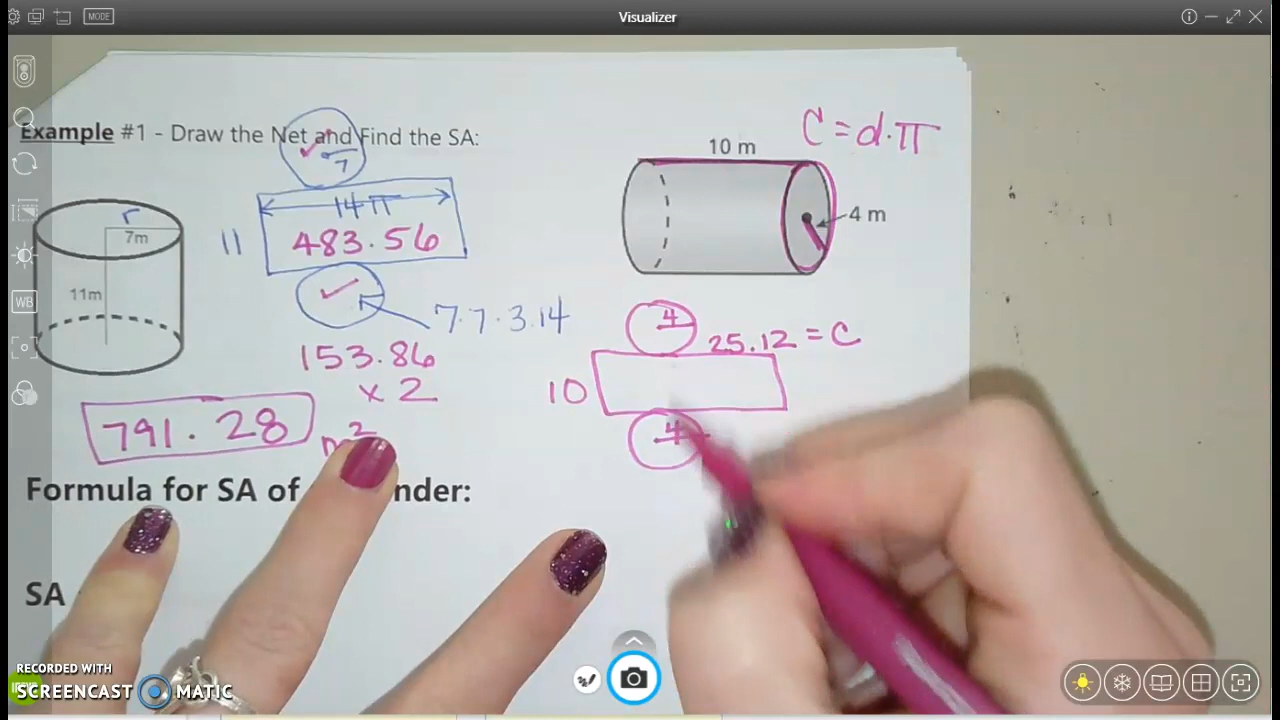 MODE
Visualizer
Example #1 - Draw the Net and Find the SA:
7
14π
11
483.56
r
7m
11m
7.7.3.14
153.86
x 2
791.28 m²
10 m
C = d·π
4 m
4
25.12 = C
10
4
Formula for SA of nder:
SA
WB
RECORDED WITH
SCREENCAST MATIC